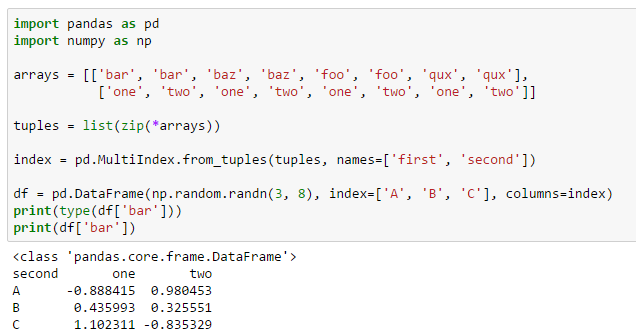 import pandas as pd
import numpy as np
arrays = [['bar', 'bar', 'baz', 'baz', 'foo', 'foo', 'qux', 'qux'],
          ['one', 'two', 'one', 'two', 'one', 'two', 'one', 'two']]
tuples = list(zip(*arrays))
index = pd.MultiIndex.from_tuples(tuples, names=['first', 'second'])
df = pd.DataFrame(np.random.randn(3, 8), index=['A', 'B', 'C'], columns=index)
print(type(df['bar']))
print(df['bar'])
<class 'pandas.core.frame.DataFrame'>
second       one       two
A      -0.888415  0.980453
B       0.435993  0.325551
C       1.102311 -0.835329